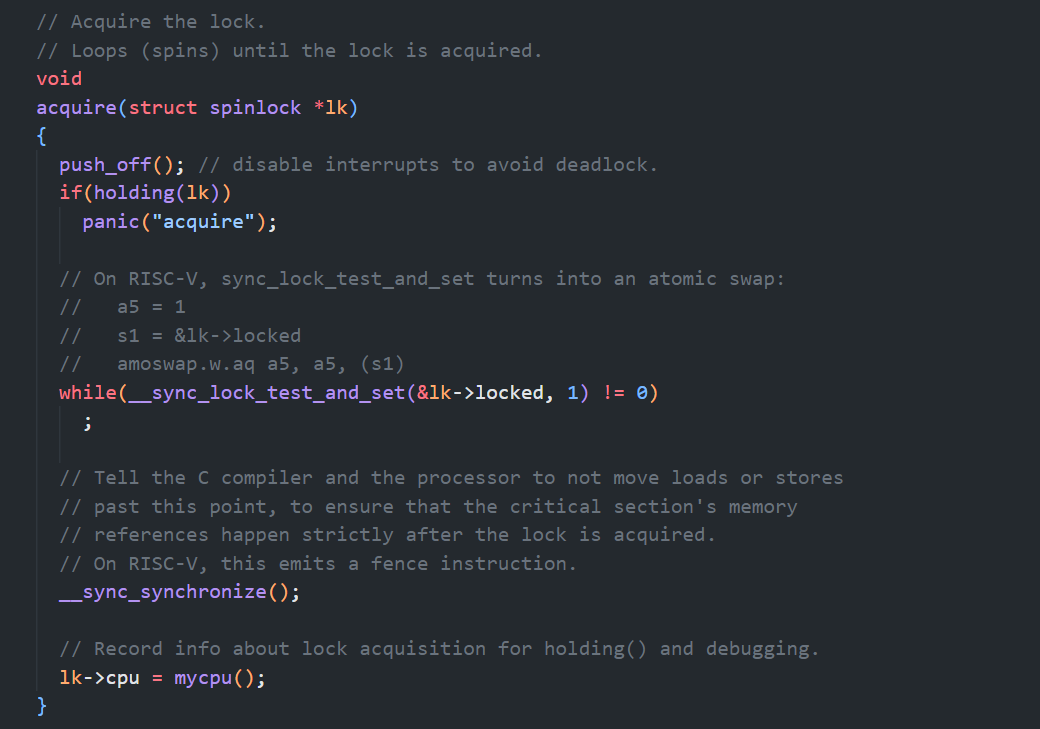 // Acquire the lock.
// Loops (spins) until the lock is acquired.
void
acquire(struct spinlock *lk)
{
  push_off(); // disable interrupts to avoid deadlock.
  if(holding(lk))
    panic("acquire");

  // On RISC-V, sync_lock_test_and_set turns into an atomic swap:
  //   a5 = 1
  //   s1 = &lk->locked
  //   amoswap.w.aq a5, a5, (s1)
  while(__sync_lock_test_and_set(&lk->locked, 1) != 0)
    ;

  // Tell the C compiler and the processor to not move loads or stores
  // past this point, to ensure that the critical section's memory
  // references happen strictly after the lock is acquired.
  // On RISC-V, this emits a fence instruction.
  __sync_synchronize();

  // Record info about lock acquisition for holding() and debugging.
  lk->cpu = mycpu();
}